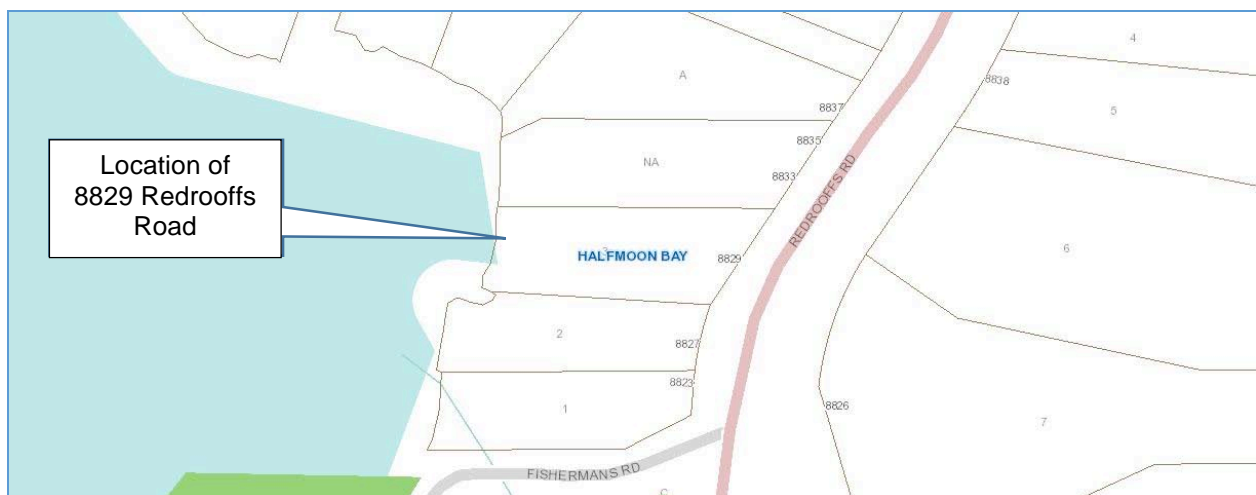 4
8838
A
5
8837
Location of
8829 Redrooffs
Road
8835
NA
8833
REDROOFFS RD
6
3
HALFMOON BAY
8829
2
8827
8823
1
8826
7
FISHERMANS RD
C